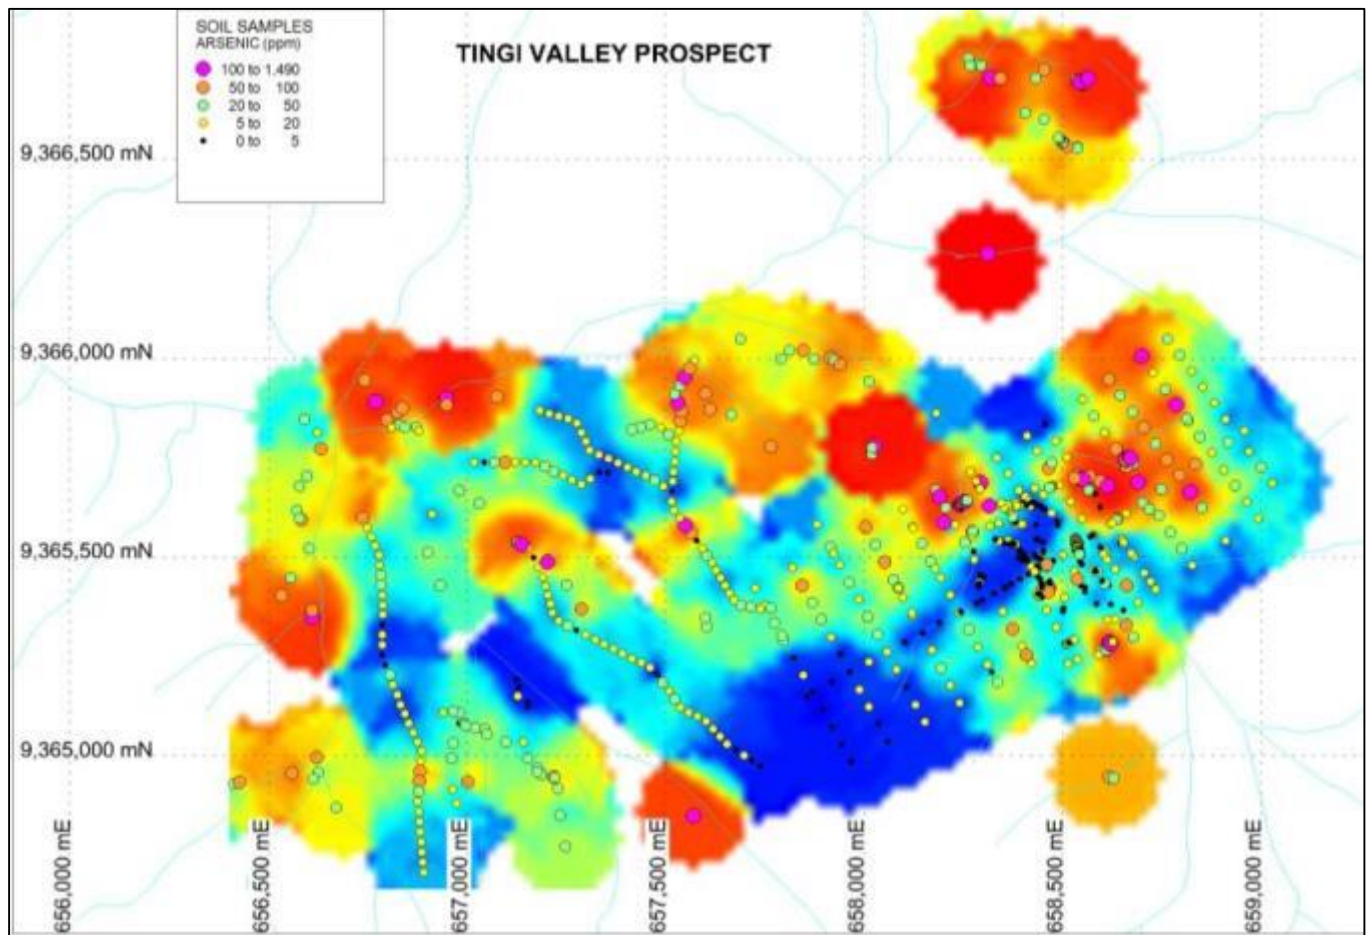 SOIL SAMPLES
ARSENIC (ppm)
100 to 1,490
50 to 100
20 to 50
5 to 20
0 to 5
TINGI VALLEY PROSPECT
9,366,500 mN
9,366,000 mN
9,365,500 mN
9,365,000 mN
656,000 mE
656,500 mE
657,000 mE
657,500 mE
658,000 mE
658,500 mE
659,000 mE